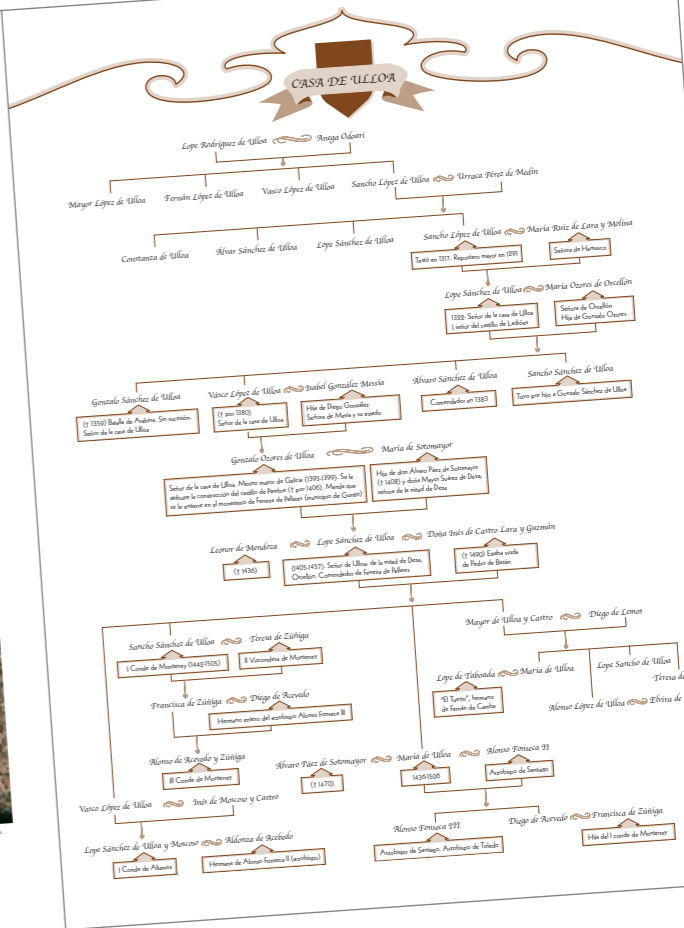 CASA DE ULLOA
Lope Rodríguez de Ulloa
Anega Odoari
Mayor López de Ulloa
Fernán López de Ulloa
Vasco López de Ulloa
Sancho López de Ulloa
Urraca Pérez de Medín
Constanza de Ulloa
Álvar Sánchez de Ulloa
Lope Sánchez de Ulloa
Sancho López de Ulloa
María Ruiz de Lara y Molina
Testó en 1317. Repostero mayor en 1291
Señora de Hamusco
Lope Sánchez de Ulloa
María Ozores de Orcellón
1322- Señor de la casa de Ulloa
I señor del castillo de Ledróes
Señora de Orcellón
Hija de Gonzalo Ozores
Gonzalo Sánchez de Ulloa
Vasco López de Ulloa
Isabel González Messía
Álvaro Sánchez de Ulloa
Sancho Sánchez de Ulloa
(† 1359) Batalla de Aravina. Sin sucesión.
Señor de la casa de Ulloa
(† por 1380)
Señor de la casa de Ulloa
Hija de Diego González
Señora de Mesía y su estado
Comendador en 1383
Tuvo por hijo a Gonzalo Sánchez de Ulloa
Gonzalo Ozores de Ulloa
María de Sotomayor
Señor de la casa de Ulloa. Merino mayor de Galicia (1393-1399). Se le
atribuye la construcción del castillo de Pambre († por 1406). Manda que
se le entierre en el monasterio de Ferreira de Pallares (municipio de Guntín)
Hija de don Álvaro Páez de Sotomayor
(† 1408) y doña Mayor Suárez de Deza,
señora de la mitad de Deza
Leonor de Mendoza
Lope Sánchez de Ulloa
Doña Inés de Castro Lara y Guzmán
(† 1436)
(1405-1457). Señor de Ulloa; de la mitad de Deza,
Orcellón. Comendador de Ferreira de Pallares
(† 1490) Estaba viuda
de Pedro de Bezán
Sancho Sánchez de Ulloa
Teresa de Zúñiga
Mayor de Ulloa y Castro
Diego de Lemos
I Conde de Monterrey (1442-1505)
II Vizcondesa de Monterrey
Lope de Taboada
María de Ulloa
Lope Sancho de Ulloa
Teresa de
"El Tuerto", hermano
de Fernán de Camba
Alonso López de Ulloa
Elvira de
Francisca de Zúñiga
Diego de Acevedo
Hermano entero del arzobispo Alonso Fonseca III
Alonso de Acevedo y Zúñiga
III Conde de Monterrey
Álvaro Páez de Sotomayor
María de Ulloa
Alonso Fonseca II
(† 1470)
1436-1506
Arzobispo de Santiago
Vasco López de Ulloa
Inés de Moscoso y Castro
Lope Sánchez de Ulloa y Moscoso
Aldonza de Acebedo
I Conde de Altamira
Hermana de Alonso Fonseca II (arzobispo)
Alonso Fonseca III
Diego de Acevedo
Francisca de Zúñiga
Arzobispo de Santiago. Arzobispo de Toledo
Hija del I conde de Monterrey